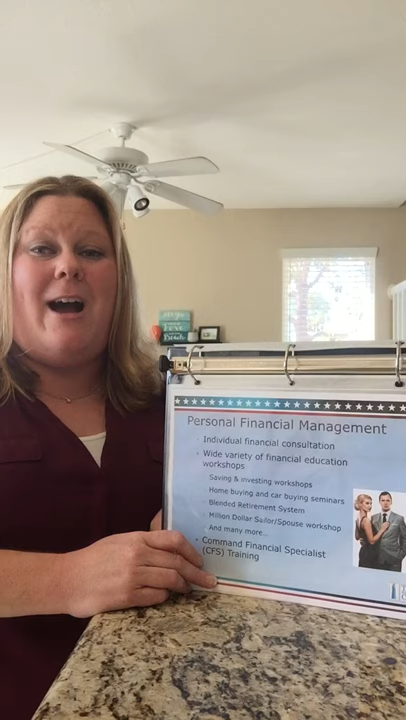 Personal Financial Management
Individual financial consultation
Wide variety of financial education
workshops
Saving & investing workshops
Home buying and car buying seminars
Blended Retirement System
Million Dollar Sailor/Spouse workshop
And many more...
Command Financial Specialist
(CFS) Training